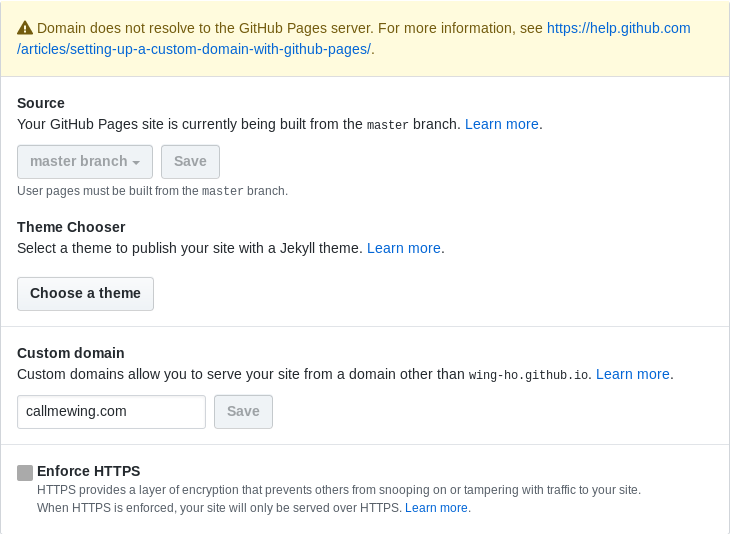 Domain does not resolve to the GitHub Pages server. For more information, see https://help.github.com
/articles/setting-up-a-custom-domain-with-github-pages/.
Source
Your GitHub Pages site is currently being built from the master branch. Learn more.
master branch Save
User pages must be built from the master branch.
Theme Chooser
Select a theme to publish your site with a Jekyll theme. Learn more.
Choose a theme
Custom domain
Custom domains allow you to serve your site from a domain other than wing-ho.github.io. Learn more.
callmewing.com Save
Enforce HTTPS
HTTPS provides a layer of encryption that prevents others from snooping on or tampering with traffic to your site.
When HTTPS is enforced, your site will only be served over HTTPS. Learn more.